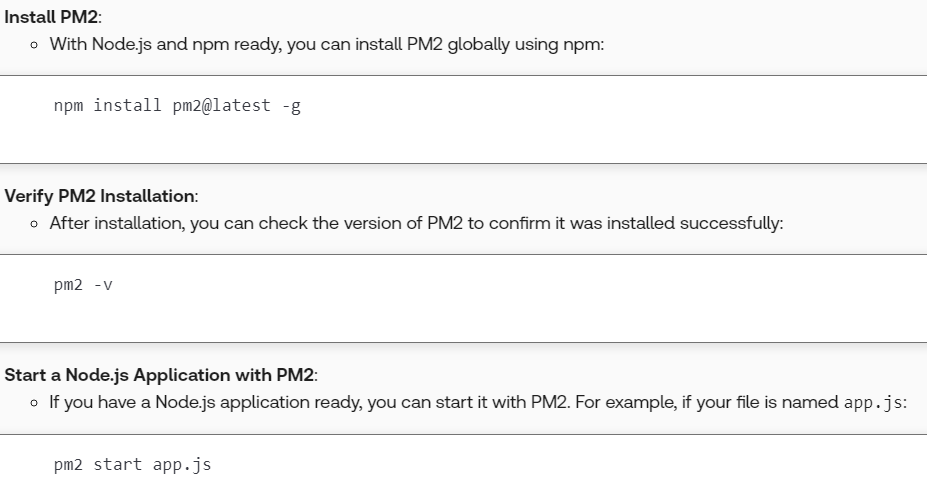 Install PM2:
◦ With Node.js and npm ready, you can install PM2 globally using npm:
npm install pm2@latest -g
Verify PM2 Installation:
◦ After installation, you can check the version of PM2 to confirm it was installed successfully:
pm2 -v
Start a Node.js Application with PM2:
◦ If you have a Node.js application ready, you can start it with PM2. For example, if your file is named app.js:
pm2 start app.js